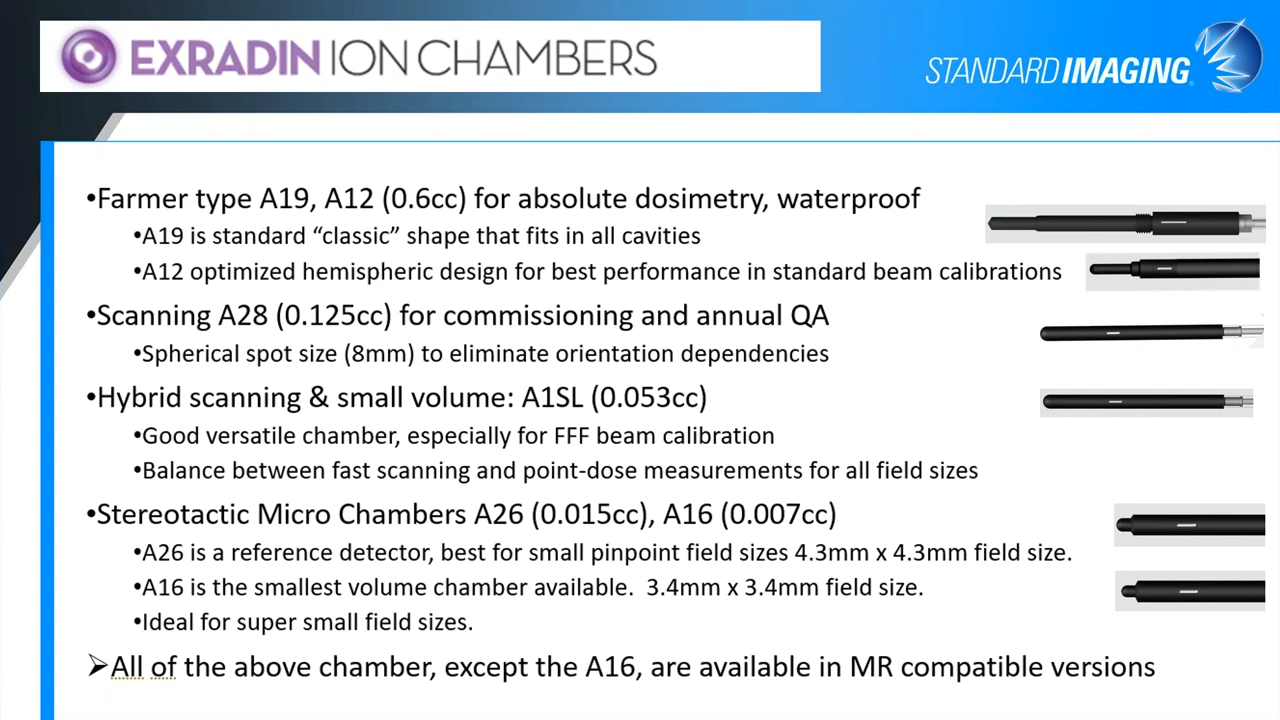 EXRADIN ION CHAMBERS
STANDARD IMAGING®
•Farmer type A19, A12 (0.6cc) for absolute dosimetry, waterproof
•A19 is standard “classic” shape that fits in all cavities
•A12 optimized hemispheric design for best performance in standard beam calibrations
•Scanning A28 (0.125cc) for commissioning and annual QA
•Spherical spot size (8mm) to eliminate orientation dependencies
•Hybrid scanning & small volume: A1SL (0.053cc)
•Good versatile chamber, especially for FFF beam calibration
•Balance between fast scanning and point-dose measurements for all field sizes
•Stereotactic Micro Chambers A26 (0.015cc), A16 (0.007cc)
•A26 is a reference detector, best for small pinpoint field sizes 4.3mm x 4.3mm field size.
•A16 is the smallest volume chamber available.  3.4mm x 3.4mm field size.
•Ideal for super small field sizes.
➢All of the above chamber, except the A16, are available in MR compatible versions